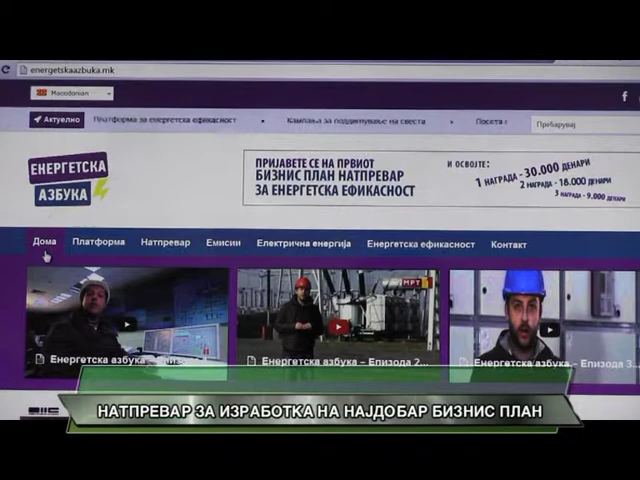 energetskaazbuka.mk
Macedonian
Актуелно
Платформа за енергетска ефикасност
Кампања за подигнување на свеста
Посета
Пребарувај
ЕНЕРГЕТСКА
АЗБУКА
ПРИЈАВЕТЕ СЕ НА ПРВИОТ
БИЗНИС ПЛАН НАТПРЕВАР
ЗА ЕНЕРГЕТСКА ЕФИКАСНОСТ
И ОСВОЈТЕ:
1 НАГРАДА - 30.000 ДЕНАРИ
2 НАГРАДА - 18.000 ДЕНАРИ
3 НАГРАДА - 9.000 ДЕНАРИ
Дома Платформа Натпревар Емисии Електрична енергија Енергетска ефикасност Контакт
МРТ 1
Енергетска азбука –
Енергетска азбука – Епизода 2...
Енергетска азбука – Епизода 3...
НАТПРЕВАР ЗА ИЗРАБОТКА НА НАЈДОБАР БИЗНИС ПЛАН